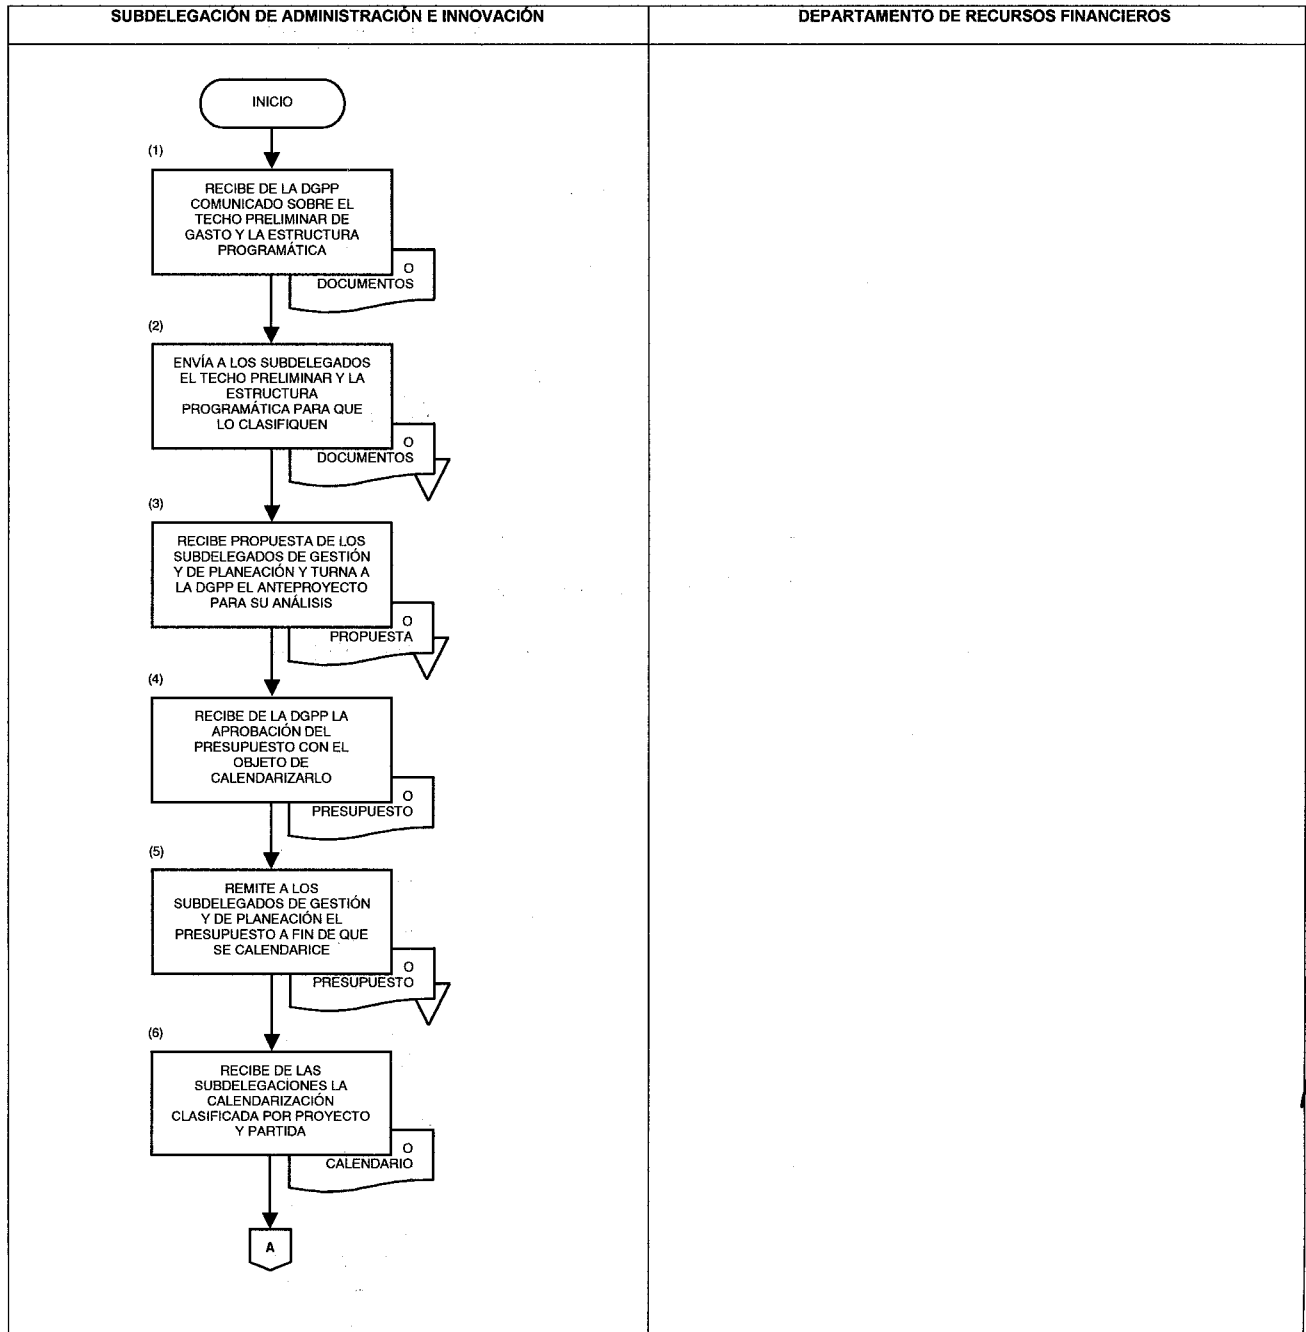 SUBDELEGACIÓN DE ADMINISTRACIÓN E INNOVACIÓN
DEPARTAMENTO DE RECURSOS FINANCIEROS
INICIO
(1)
RECIBE DE LA DGPP
COMUNICADO SOBRE EL
TECHO PRELIMINAR DE
GASTO Y LA ESTRUCTURA
PROGRAMÁTICA
O
DOCUMENTOS
(2)
ENVÍA A LOS SUBDELEGADOS
EL TECHO PRELIMINAR Y LA
ESTRUCTURA
PROGRAMÁTICA PARA QUE
LO CLASIFIQUEN
O
DOCUMENTOS
(3)
RECIBE PROPUESTA DE LOS
SUBDELEGADOS DE GESTIÓN
Y DE PLANEACIÓN Y TURNA A
LA DGPP EL ANTEPROYECTO
PARA SU ANÁLISIS
O
PROPUESTA
(4)
RECIBE DE LA DGPP LA
APROBACIÓN DEL
PRESUPUESTO CON EL
OBJETO DE
CALENDARIZARLO
O
PRESUPUESTO
(5)
REMITE A LOS
SUBDELEGADOS DE GESTIÓN
Y DE PLANEACIÓN EL
PRESUPUESTO A FIN DE QUE
SE CALENDARICE
O
PRESUPUESTO
(6)
RECIBE DE LAS
SUBDELEGACIONES LA
CALENDARIZACIÓN
CLASIFICADA POR PROYECTO
Y PARTIDA
O
CALENDARIO
A